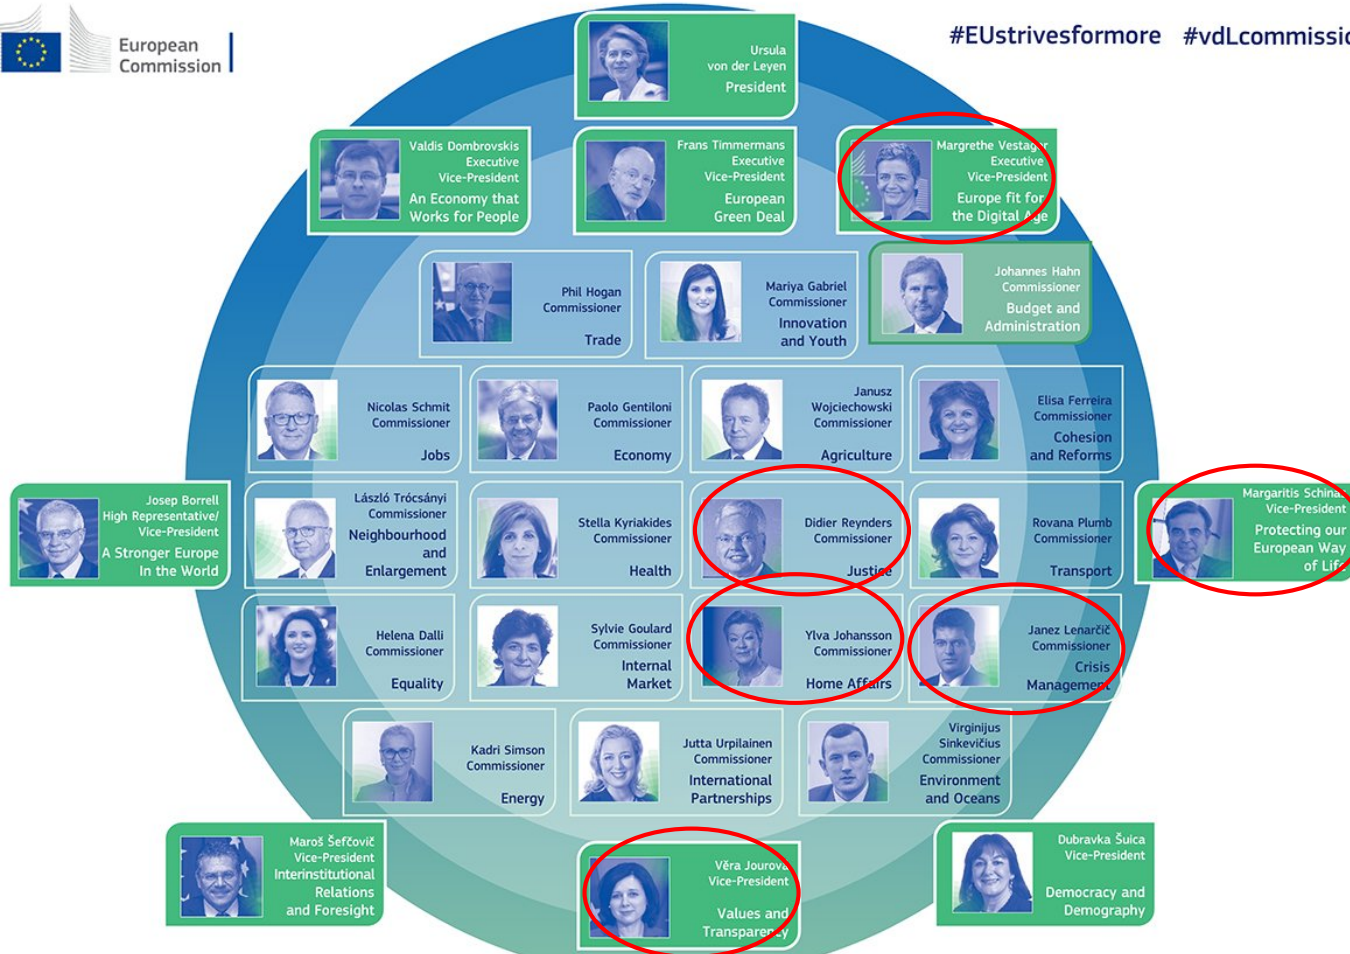 European
Commission
#EUstrivesformore #vdLcommissio
Ursula
von der Leyen
President
Valdis Dombrovskis
Executive
Vice-President
An Economy that
Works for People
Frans Timmermans
Executive
Vice-President
European
Green Deal
Margrethe Vestager
Executive
Vice-President
Europe fit for
the Digital Age
Phil Hogan
Commissioner
Trade
Mariya Gabriel
Commissioner
Innovation
and Youth
Johannes Hahn
Commissioner
Budget and
Administration
Nicolas Schmit
Commissioner
Jobs
Paolo Gentiloni
Commissioner
Economy
Janusz
Wojciechowski
Commissioner
Agriculture
Elisa Ferreira
Commissioner
Cohesion
and Reforms
Josep Borrell
High Representative/
Vice-President
A Stronger Europe
In the World
László Trócsányi
Commissioner
Neighbourhood
and
Enlargement
Stella Kyriakides
Commissioner
Health
Didier Reynders
Commissioner
Justice
Rovana Plumb
Commissioner
Transport
Margaritis Schinas
Vice-President
Protecting our
European Way
of Life
Helena Dalli
Commissioner
Equality
Sylvie Goulard
Commissioner
Internal
Market
Ylva Johansson
Commissioner
Home Affairs
Janez Lenarčič
Commissioner
Crisis
Management
Kadri Simson
Commissioner
Energy
Jutta Urpilainen
Commissioner
International
Partnerships
Virginijus
Sinkevičius
Commissioner
Environment
and Oceans
Maroš Šefčovič
Vice-President
Interinstitutional
Relations
and Foresight
Věra Jourová
Vice-President
Values and
Transparency
Dubravka Šuica
Vice-President
Democracy and
Demography